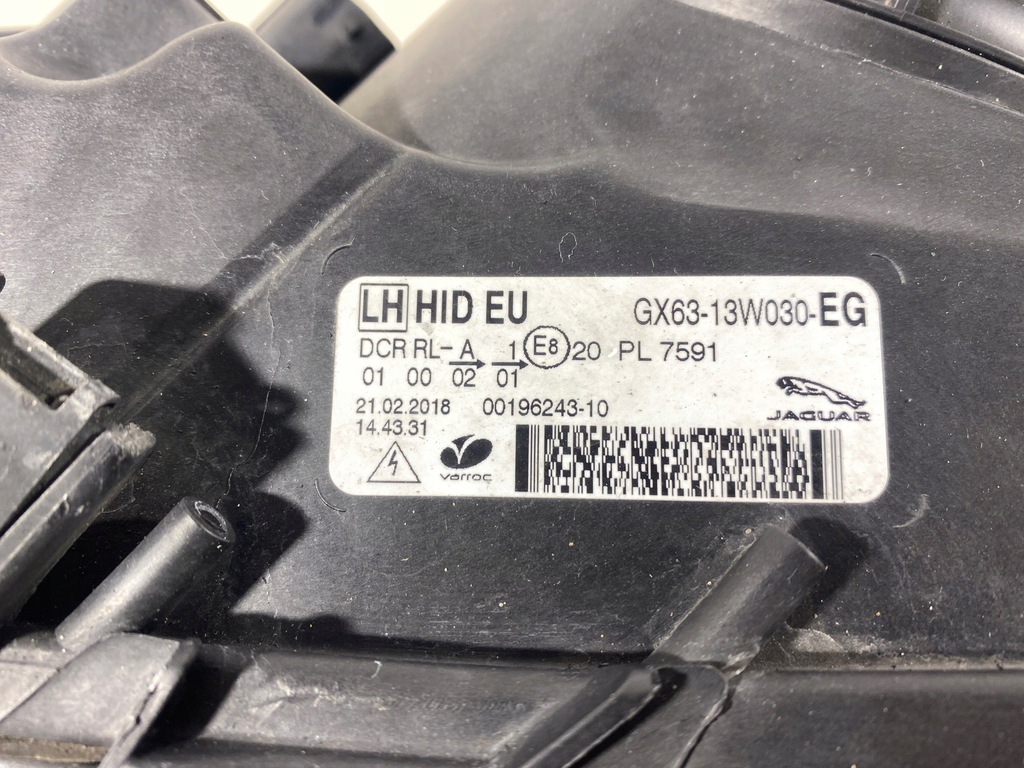 LH HID EU GX63-13W030-EG
DCR RL- A 1 E8 20 PL 7591
01 00 02 01
21.02.2018 00196243-10
14.43.31
JAGUAR
varroc